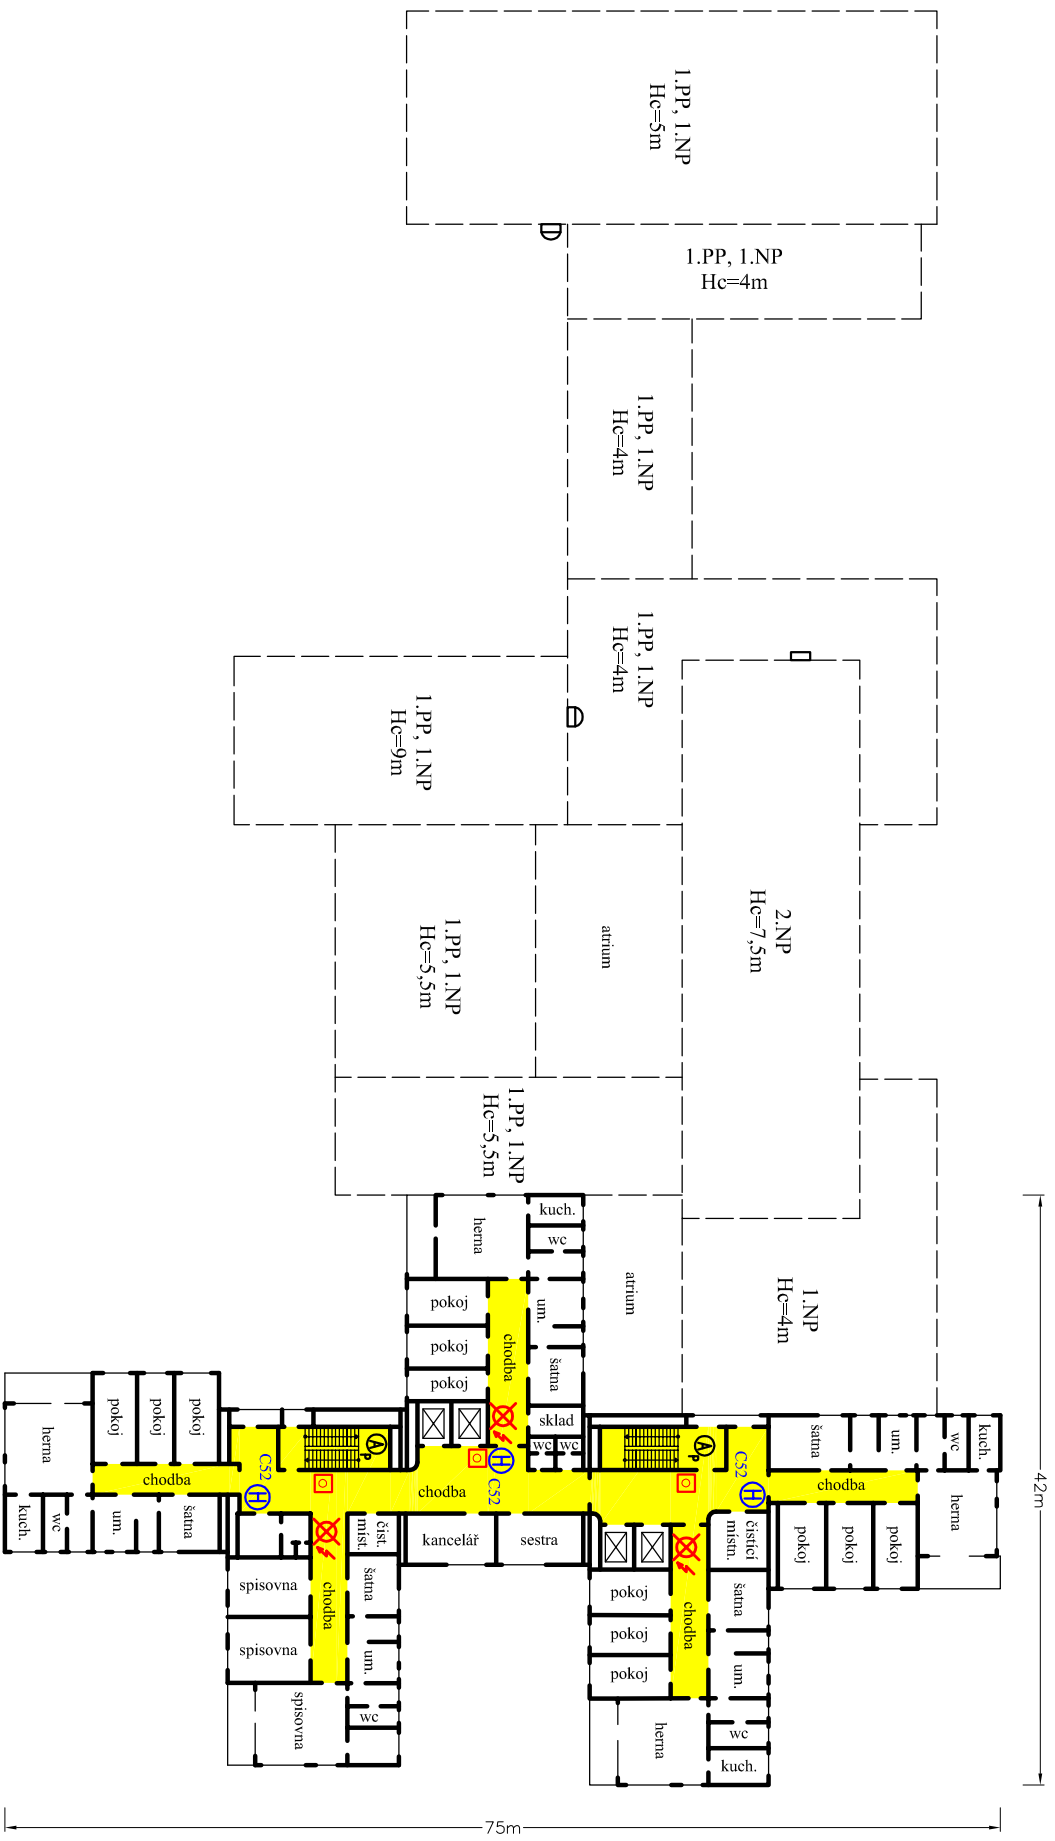 1.PP, 1.NP
Hc=5m
1.PP, 1.NP
Hc=4m
1.PP, 1.NP
Hc=4m
1.PP, 1.NP
Hc=4m
1.PP, 1.NP
Hc=9m
2.NP
Hc=7,5m
1.PP, 1.NP
Hc=5,5m
atrium
1.PP, 1.NP
Hc=5,5m
1.NP
Hc=4m
atrium
42m
herna
kuch.
wc
um.
pokoj
pokoj
pokoj
chodba
šatna
sklad
wc
wc
pokoj
pokoj
pokoj
herna
chodba
kuch.
wc
um.
šatna
C52
H
A
P
chodba
H
C52
A
P
C52
H
šatna
um.
wc
kuch.
chodba
herna
pokoj
pokoj
pokoj
čistící
místn.
kancelář
sestra
čist.
míst.
spisovna
spisovna
spisovna
chodba
šatna
um.
wc
pokoj
pokoj
pokoj
chodba
šatna
um.
herna
wc
kuch.
75m